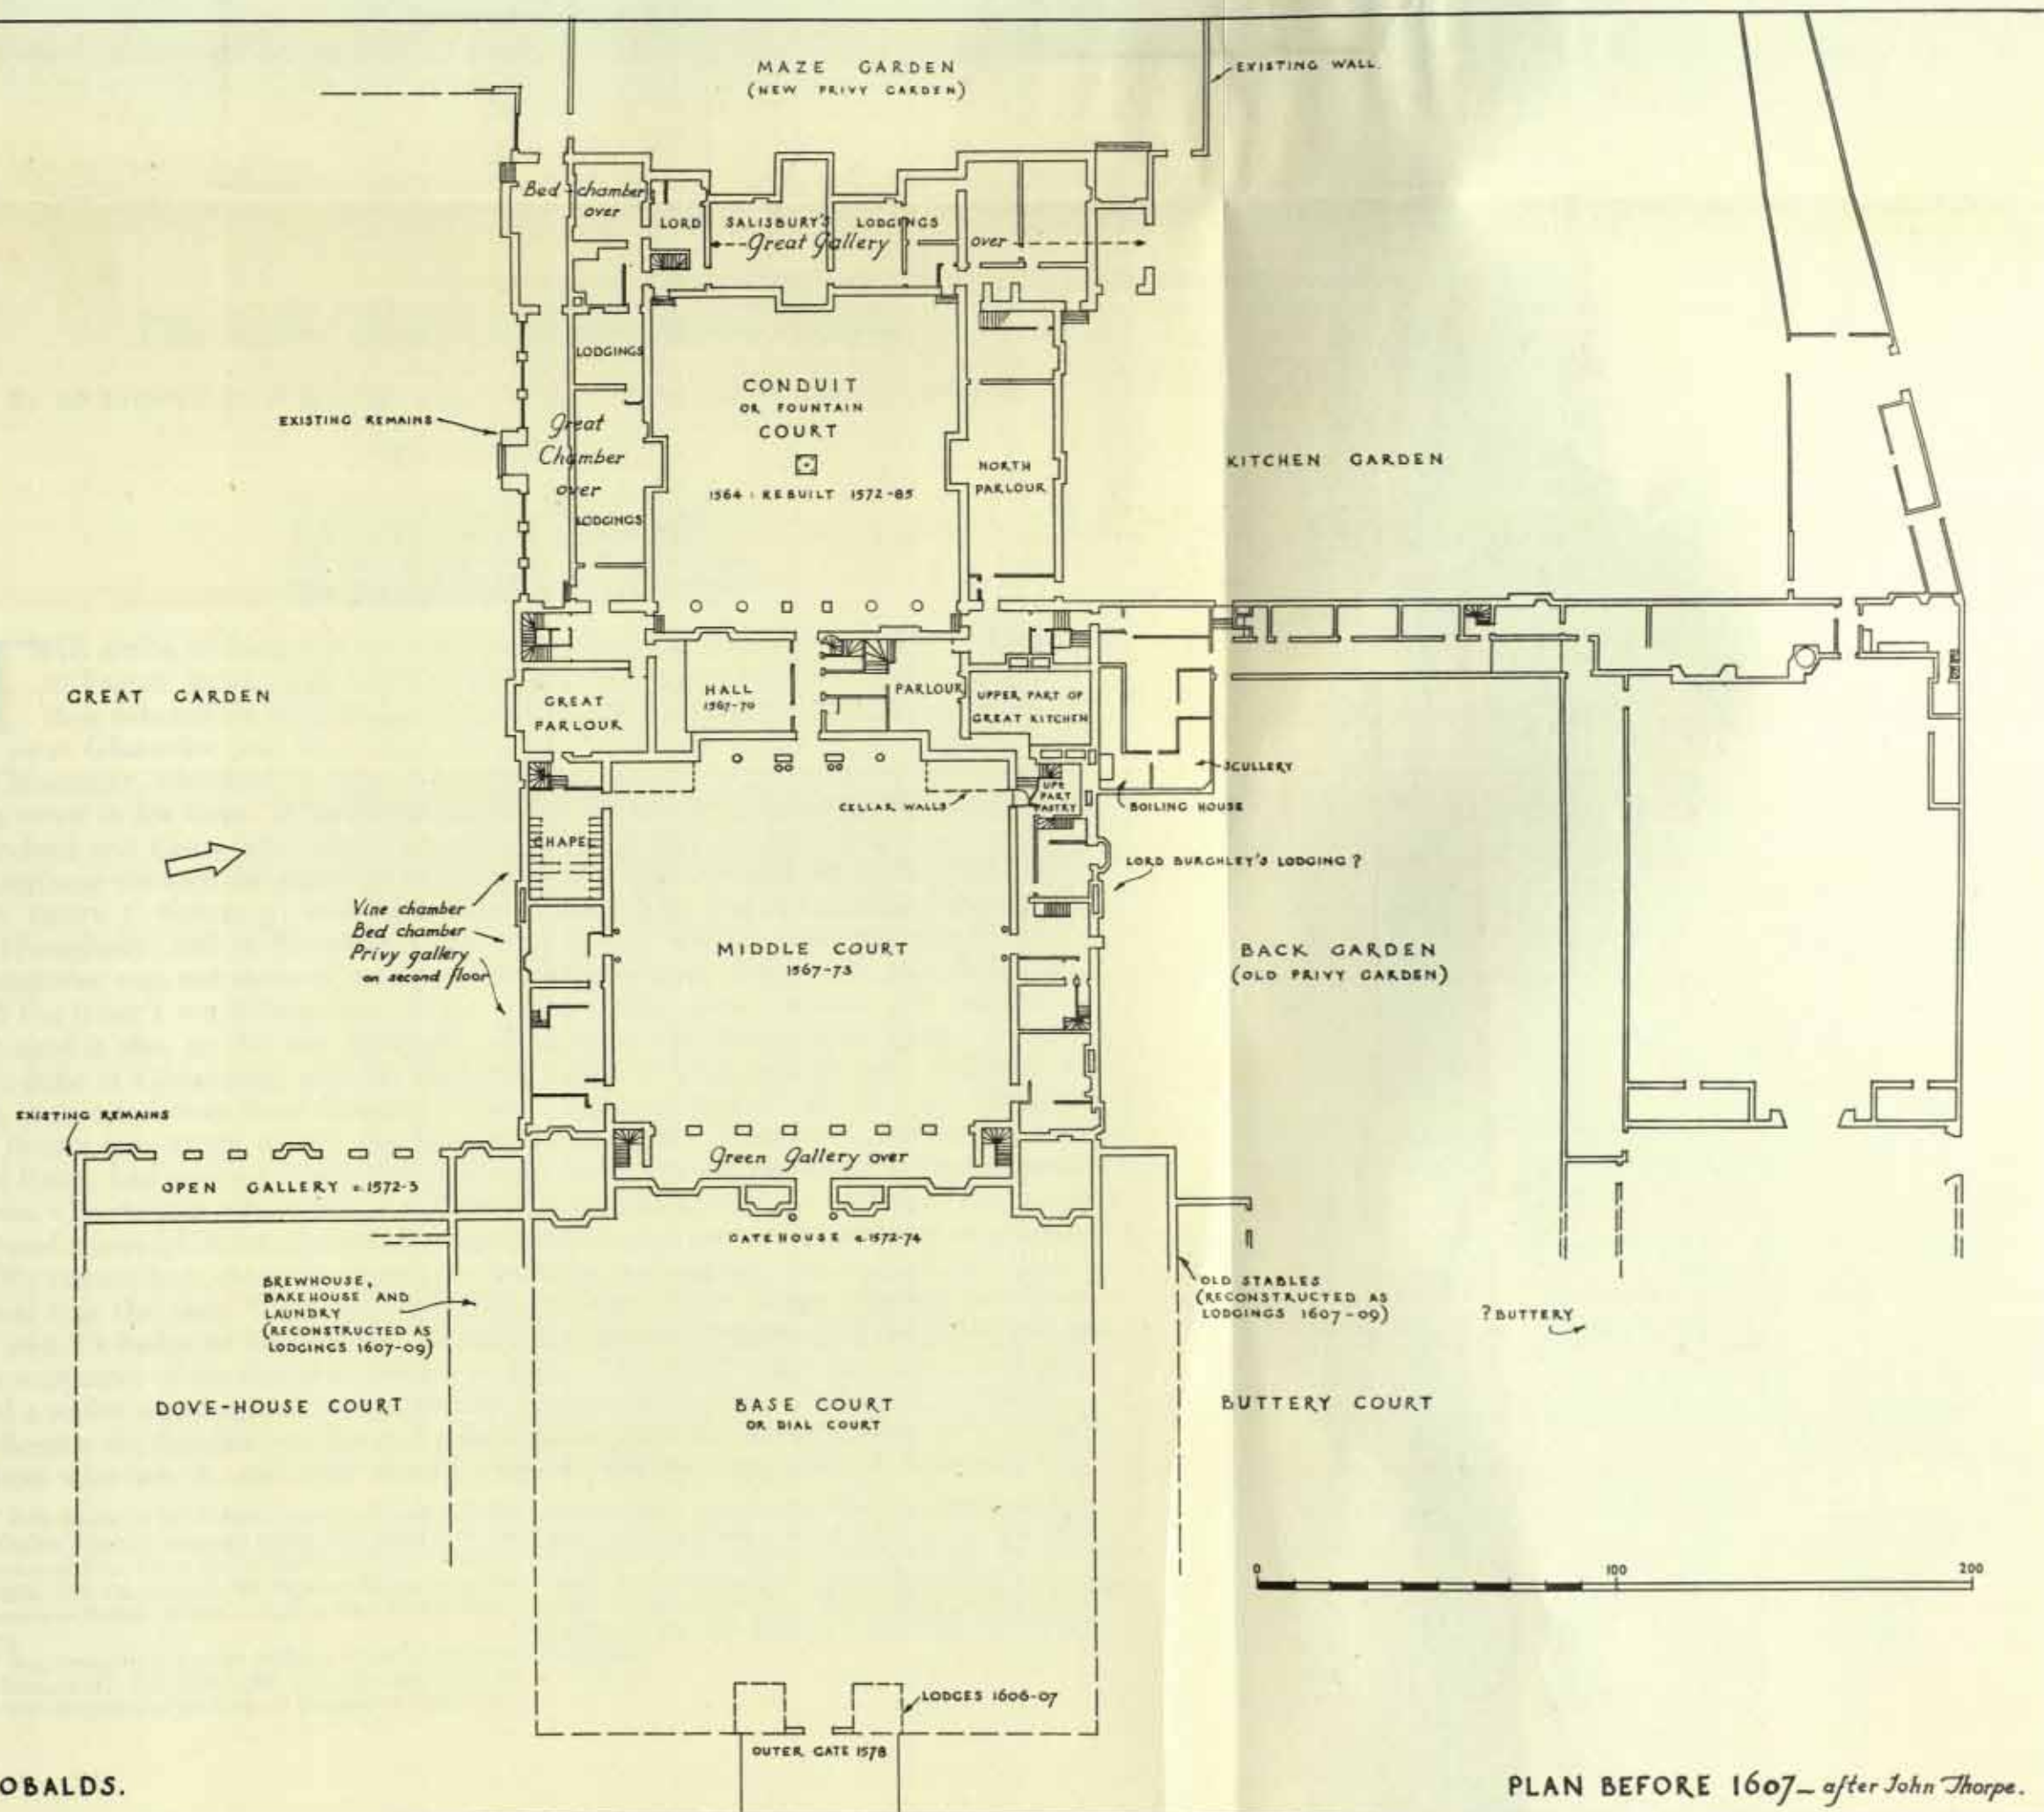 MAZE GARDEN
(NEW PRIVY GARDEN)
EXISTING WALL.
Bed-chamber
over
LORD SALISBURY'S LODGINGS
Great Gallery over
LODGINGS
CONDUIT
OR FOUNTAIN
COURT
1564 : REBUILT 1572-85
EXISTING REMAINS
Great
Chamber
over
LODGINGS
NORTH
PARLOUR
KITCHEN GARDEN
GREAT GARDEN
GREAT
PARLOUR
HALL
1567-70
PARLOUR
UPPER PART OF
GREAT KITCHEN
SCULLERY
BOILING HOUSE
CELLAR WALLS
UPR
PART
PASTRY
CHAPEL
LORD BURGHLEY'S LODGING ?
Vine chamber
Bed chamber
Privy gallery
on second floor
MIDDLE COURT
1567-73
BACK GARDEN
(OLD PRIVY GARDEN)
EXISTING REMAINS
OPEN GALLERY c.1572-3
Green Gallery over
GATEHOUSE c.1572-74
BREWHOUSE,
BAKEHOUSE AND
LAUNDRY
(RECONSTRUCTED AS
LODGINGS 1607-09)
OLD STABLES
(RECONSTRUCTED AS
LODGINGS 1607-09)
? BUTTERY
DOVE-HOUSE COURT
BASE COURT
OR DIAL COURT
BUTTERY COURT
0 100 200
LODGES 1606-07
OUTER GATE 1578
OBALDS.
PLAN BEFORE 1607 - after John Thorpe.